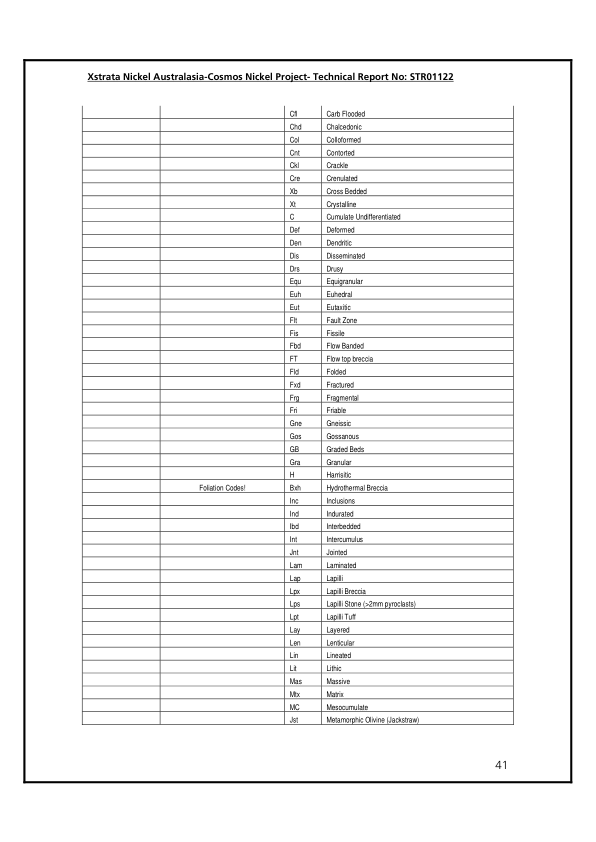 Xstrata Nickel Australasia-Cosmos Nickel Project- Technical Report No: STR01122
Cfl Carb Flooded
Chd Chalcedonic
Col Colloformed
Cnt Contorted
Ckl Crackle
Cre Crenulated
Xb Cross Bedded
Xt Crystalline
C Cumulate Undifferentiated
Def Deformed
Den Dendritic
Dis Disseminated
Drs Drusy
Equ Equigranular
Euh Euhedral
Eut Eutaxitic
Flt Fault Zone
Fis Fissile
Fbd Flow Banded
FT Flow top breccia
Fld Folded
Fxd Fractured
Frg Fragmental
Fri Friable
Gne Gneissic
Gos Gossanous
GB Graded Beds
Gra Granular
H Harrisitic
Foliation Codes! Bxh Hydrothermal Breccia
Inc Inclusions
Ind Indurated
Ibd Interbedded
Int Intercumulus
Jnt Jointed
Lam Laminated
Lap Lapilli
Lpx Lapilli Breccia
Lps Lapilli Stone (>2mm pyroclasts)
Lpt Lapilli Tuff
Lay Layered
Len Lenticular
Lin Lineated
Lit Lithic
Mas Massive
Mtx Matrix
MC Mesocumulate
Jst Metamorphic Olivine (Jackstraw)
41